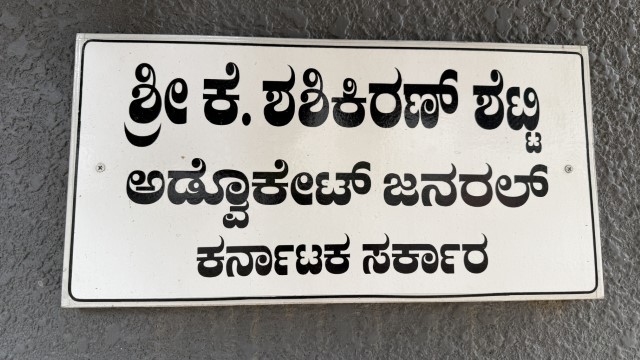 ಶ್ರೀ ಕೆ. ಶಶಿಕಿರಣ್ ಶೆಟ್ಟಿ
ಅಡ್ವೊಕೇಟ್ ಜನರಲ್
ಕರ್ನಾಟಕ ಸರ್ಕಾರ